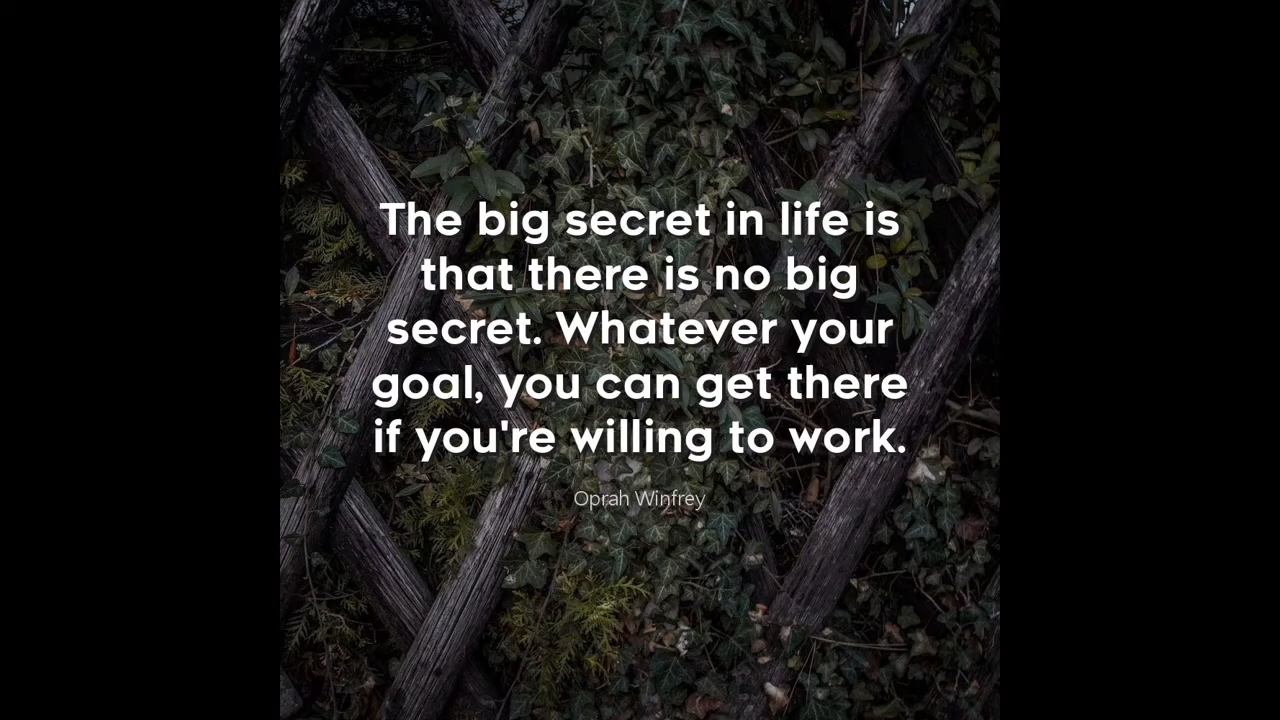 The big secret in life is
that there is no big
secret. Whatever your
goal, you can get there
if you're willing to work.
Oprah Winfrey